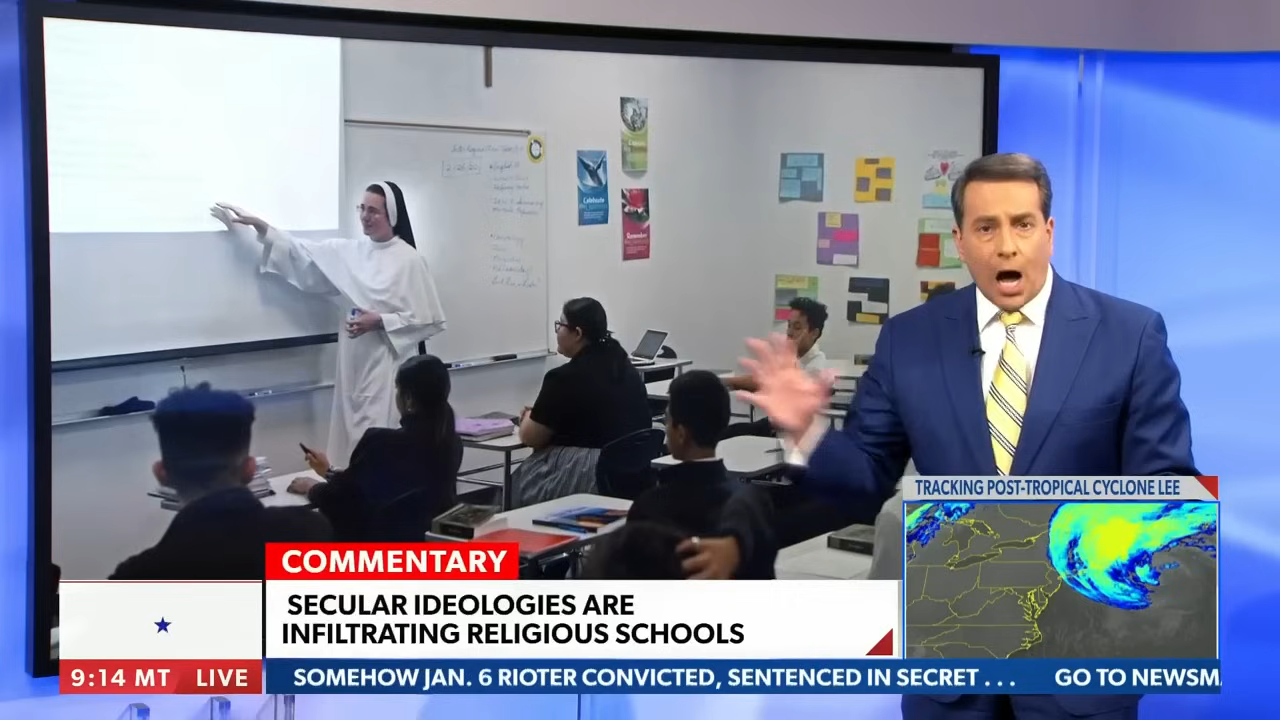 Celebrate
Remember
TRACKING POST-TROPICAL CYCLONE LEE
COMMENTARY
SECULAR IDEOLOGIES ARE
INFILTRATING RELIGIOUS SCHOOLS
9:14 MT LIVE
SOMEHOW JAN. 6 RIOTER CONVICTED, SENTENCED IN SECRET . . . GO TO NEWSMA